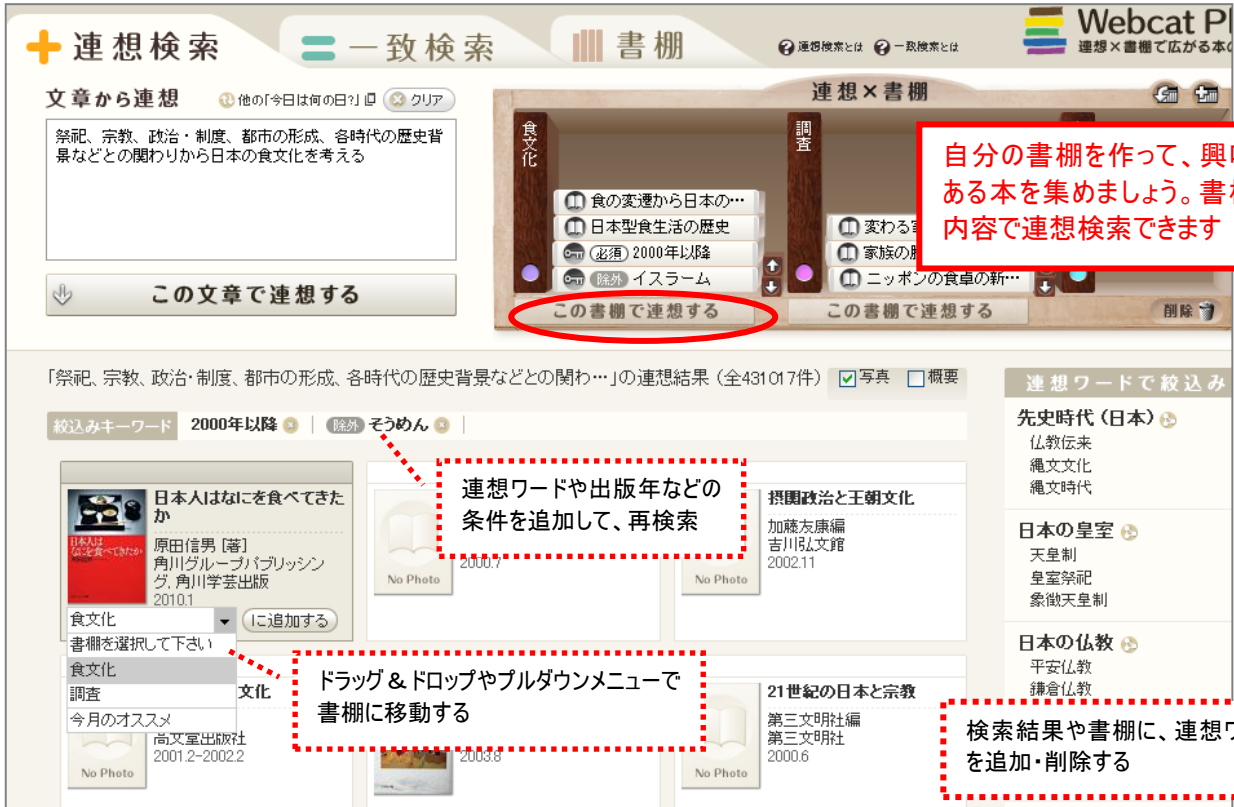 連想検索
一致検索
書棚
連想検索とは 一致検索とは
Webcat Pl
連想×書棚で広がる本の
文章から連想
他の「今日は何の日?」 クリア
祭祀、宗教、政治・制度、都市の形成、各時代の歴史背
景などとの関わりから日本の食文化を考える
この文章で連想する
連想×書棚
食文化
食の変遷から日本の…
日本型食生活の歴史
必須 2000年以降
除外 イスラーム
この書棚で連想する
調査
変わる
家族の
ニッポンの食卓の新…
この書棚で連想する
削除
自分の書棚を作って、興
ある本を集めましょう。書
内容で連想検索できます
「祭祀、宗教、政治・制度、都市の形成、各時代の歴史背景などとの関わ…」の連想結果 (全431017件)
写真 概要
絞込みキーワード 2000年以降 除外 そうめん
連想ワードや出版年などの
条件を追加して、再検索
日本人はなにを食べてきた
か
原田信男 [著]
角川グループパブリッシン
グ, 角川学芸出版
2010.1
食文化 に追加する
書棚を選択して下さい
食文化
調査
今月のオススメ
No Photo
2000.7
摂関政治と王朝文化
加藤友康編
吉川弘文館
2002.11
No Photo
ドラッグ&ドロップやプルダウンメニューで
書棚に移動する
文化
高文堂出版社
2001.2-2002.2
No Photo
2003.8
21世紀の日本と宗教
第三文明社編
第三文明社
2000.6
No Photo
連想ワードで絞込み
先史時代 (日本)
仏教伝来
縄文文化
縄文時代
日本の皇室
天皇制
皇室祭祀
象徴天皇制
日本の仏教
平安仏教
鎌倉仏教
検索結果や書棚に、連想ワ
を追加・削除する